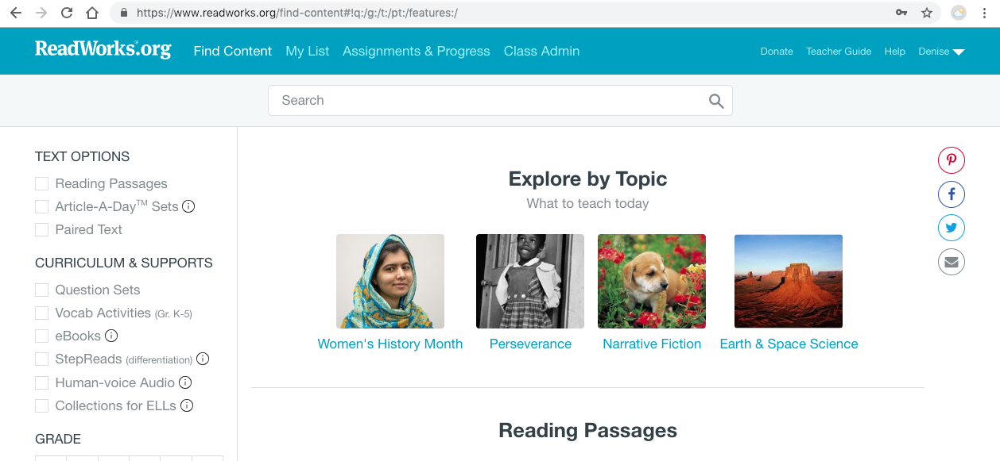 https://www.readworks.org/find-content#!q:/g:/t:/pt:/features:/
ReadWorks®.org Find Content My List Assignments & Progress Class Admin Donate Teacher Guide Help Denise
Search
TEXT OPTIONS
Reading Passages
Article-A-Day™ Sets
Paired Text
CURRICULUM & SUPPORTS
Question Sets
Vocab Activities (Gr. K-5)
eBooks
StepReads (differentiation)
Human-voice Audio
Collections for ELLs
GRADE
Explore by Topic
What to teach today
Women's History Month Perseverance Narrative Fiction Earth & Space Science
Reading Passages